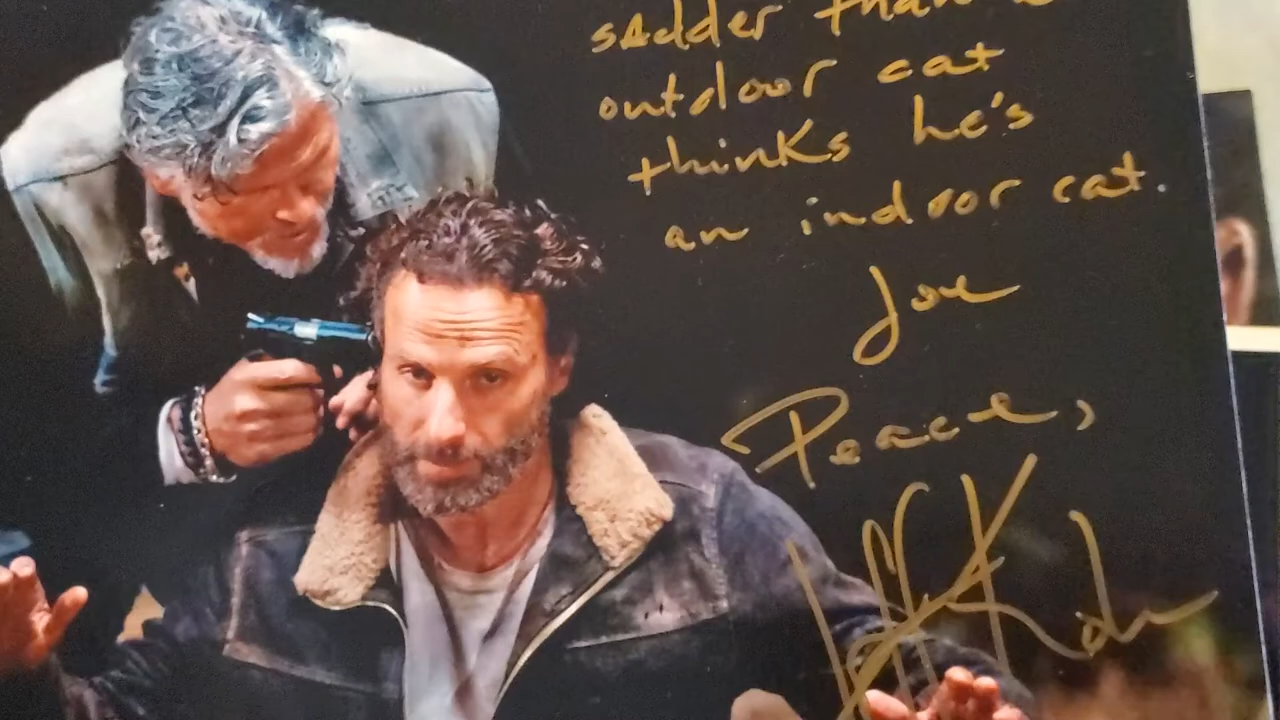 sadder than
outdoor cat
thinks he's
an indoor cat.
Joe
Peace,